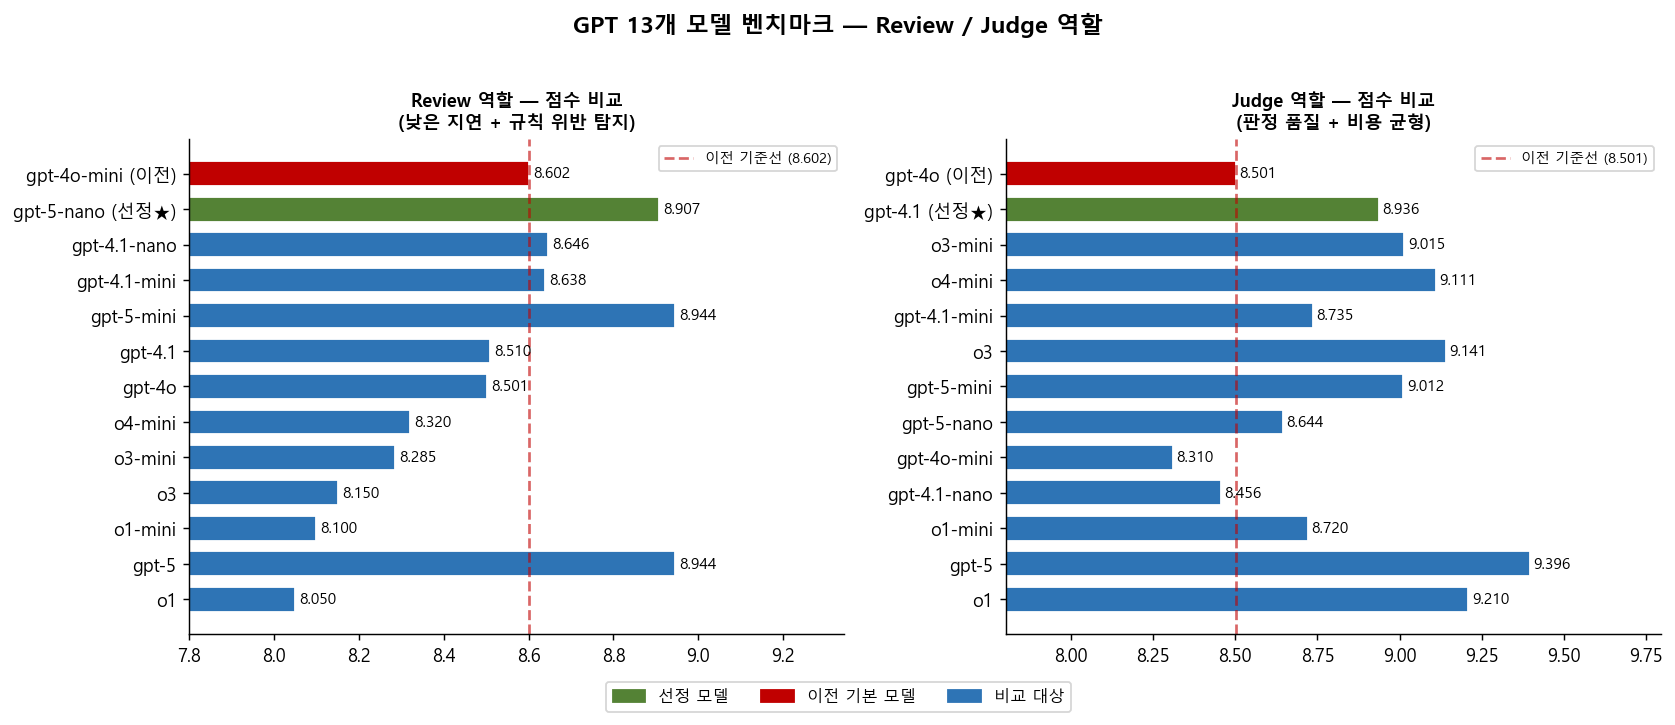 GPT 13개 모델 벤치마크 — Review / Judge 역할
Review 역할 — 점수 비교
(낮은 지연 + 규칙 위반 탐지)
이전 기준선 (8.602)
gpt-4o-mini (이전) 8.602
gpt-5-nano (선정★) 8.907
gpt-4.1-nano 8.646
gpt-4.1-mini 8.638
gpt-5-mini 8.944
gpt-4.1 8.510
gpt-4o 8.501
o4-mini 8.320
o3-mini 8.285
o3 8.150
o1-mini 8.100
gpt-5 8.944
o1 8.050
7.8 8.0 8.2 8.4 8.6 8.8 9.0 9.2
Judge 역할 — 점수 비교
(판정 품질 + 비용 균형)
이전 기준선 (8.501)
gpt-4o (이전) 8.501
gpt-4.1 (선정★) 8.936
o3-mini 9.015
o4-mini 9.111
gpt-4.1-mini 8.735
o3 9.141
gpt-5-mini 9.012
gpt-5-nano 8.644
gpt-4o-mini 8.310
gpt-4.1-nano 8.456
o1-mini 8.720
gpt-5 9.396
o1 9.210
8.00 8.25 8.50 8.75 9.00 9.25 9.50 9.75
선정 모델 이전 기본 모델 비교 대상